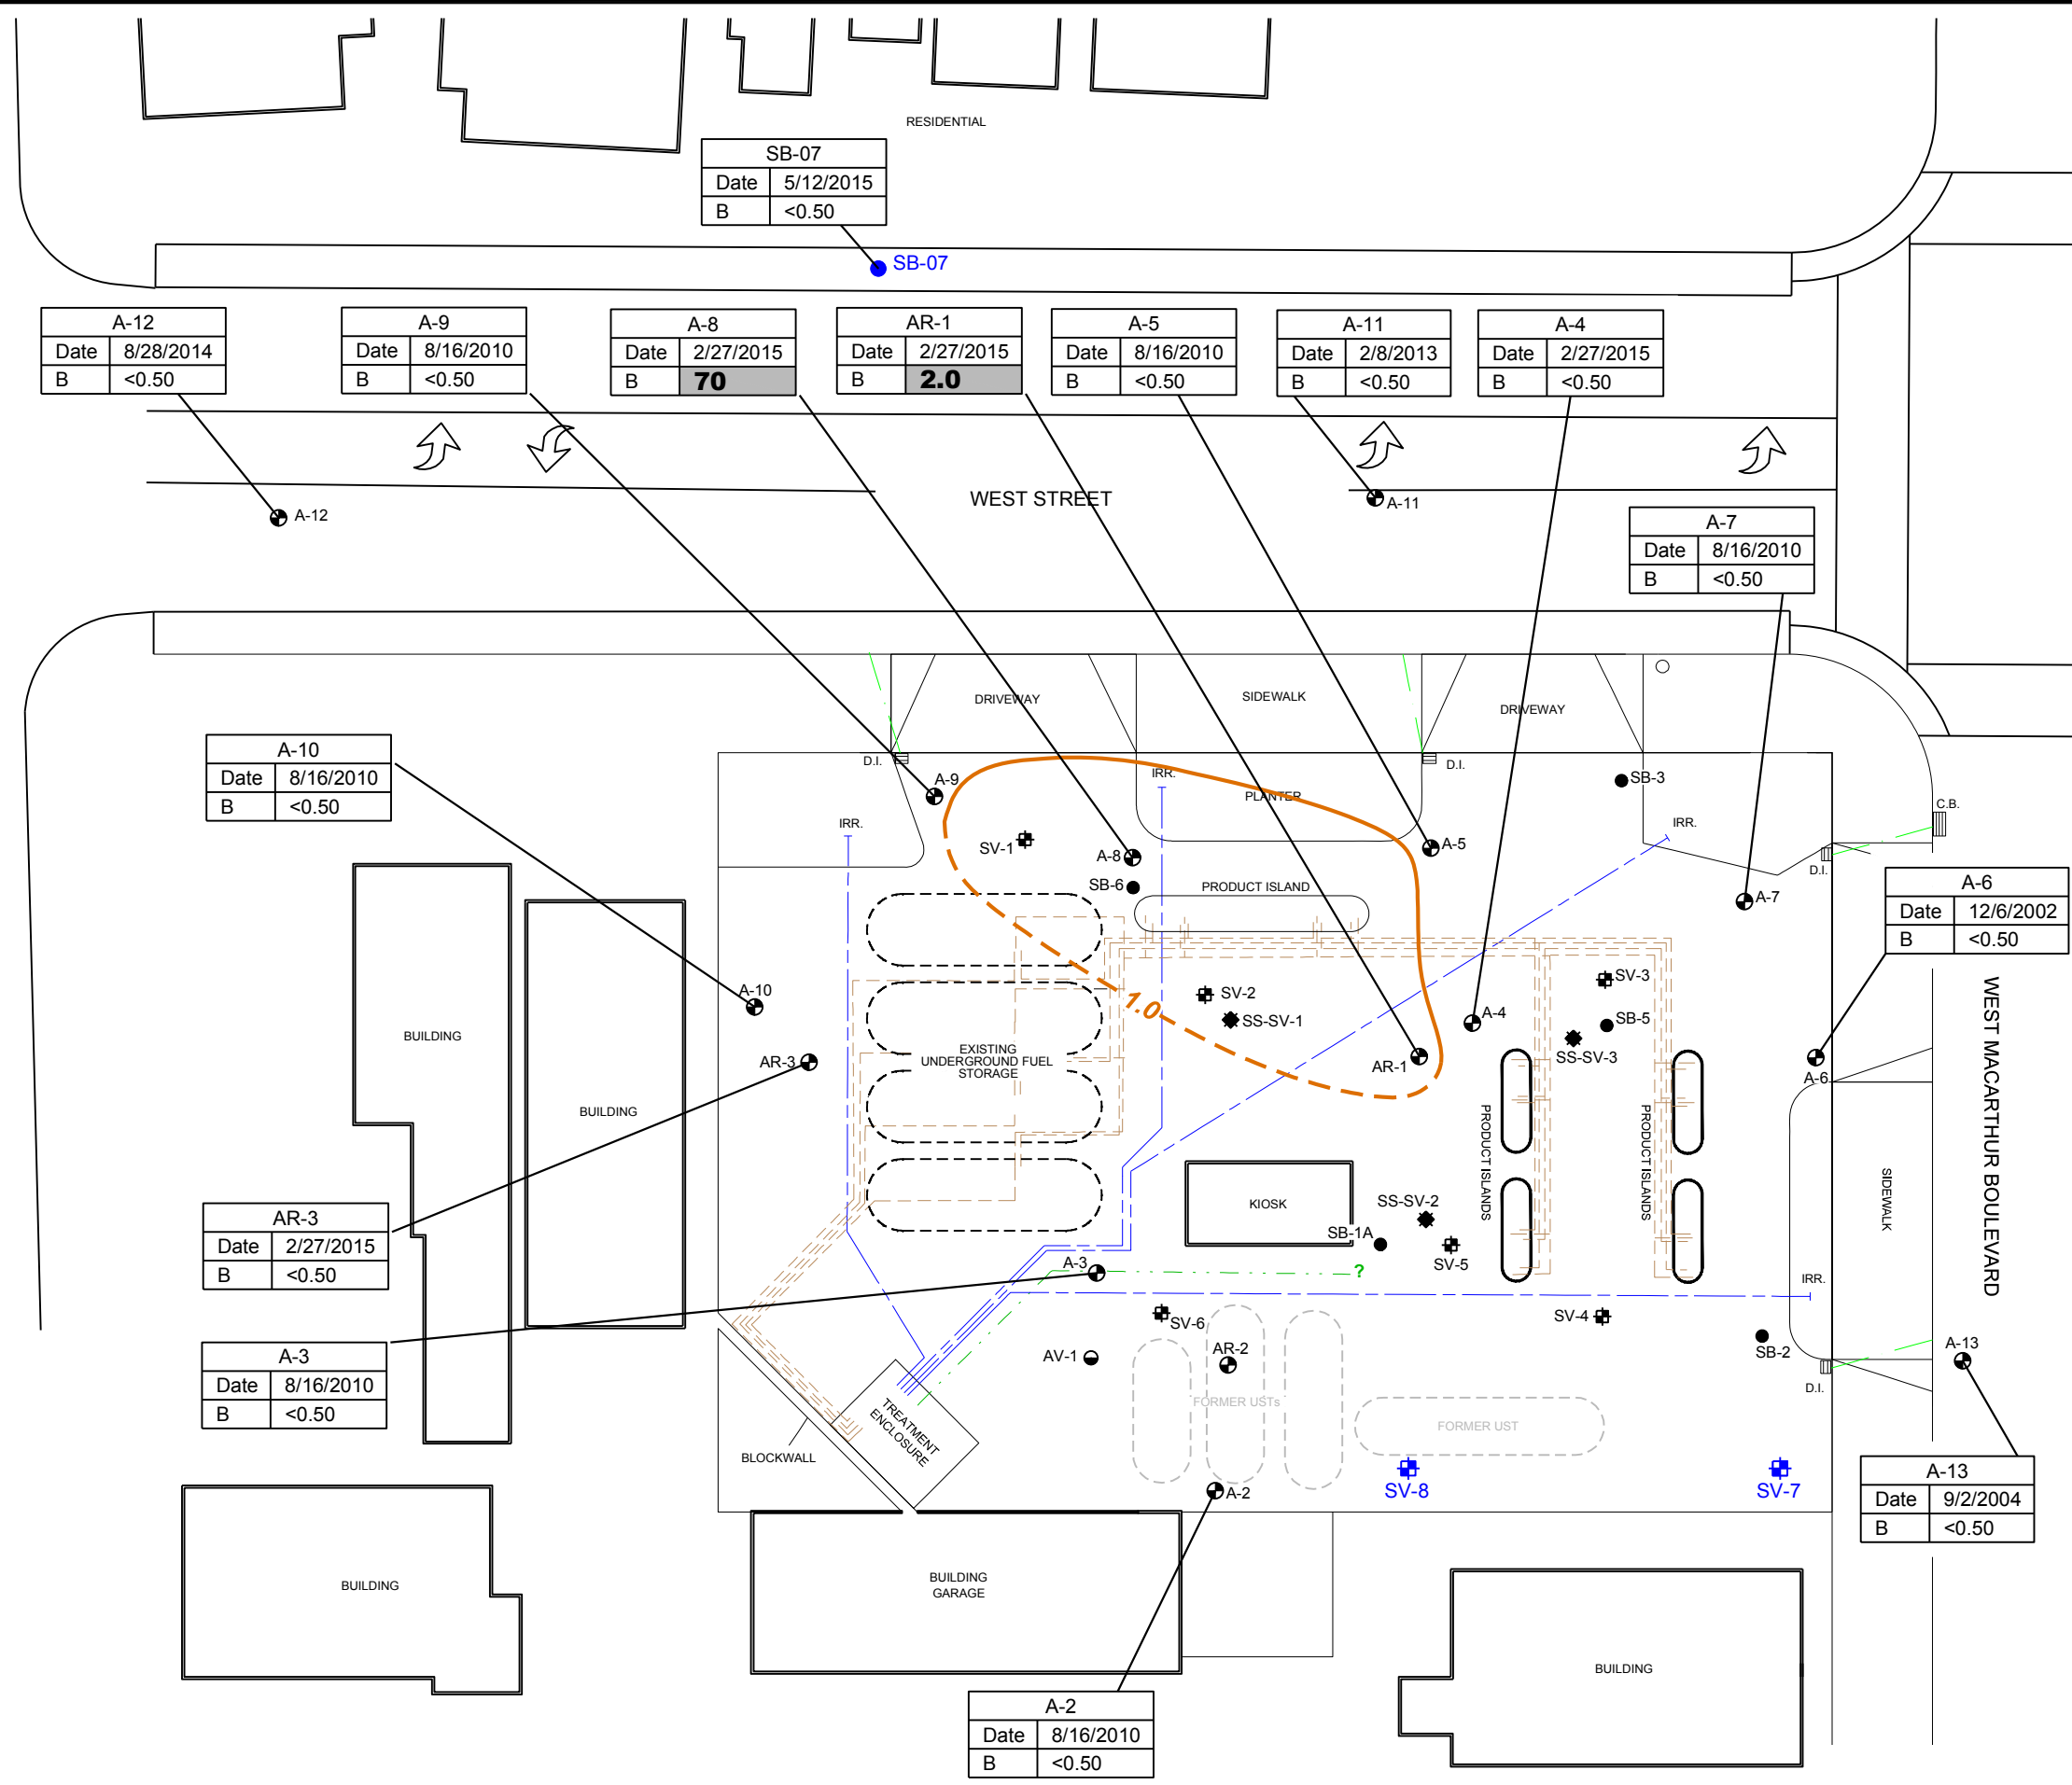 RESIDENTIAL
SB-07
Date 5/12/2015
B <0.50
SB-07
A-12
Date 8/28/2014
B <0.50
A-9
Date 8/16/2010
B <0.50
A-8
Date 2/27/2015
B 70
AR-1
Date 2/27/2015
B 2.0
A-5
Date 8/16/2010
B <0.50
A-11
Date 2/8/2013
B <0.50
A-4
Date 2/27/2015
B <0.50
WEST STREET
A-12
A-11
A-7
Date 8/16/2010
B <0.50
DRIVEWAY
SIDEWALK
DRIVEWAY
A-10
Date 8/16/2010
B <0.50
D.I.
A-9
IRR.
PLANTER
D.I.
SB-3
C.B.
IRR.
IRR.
SV-1
A-8
A-5
D.I.
SB-6
PRODUCT ISLAND
A-7
A-6
Date 12/6/2002
B <0.50
A-10
1.0
SV-2
SS-SV-1
A-4
SV-3
SB-5
SS-SV-3
BUILDING
AR-3
EXISTING
UNDERGROUND FUEL
STORAGE
AR-1
A-6
WEST MACARTHUR BOULEVARD
BUILDING
PRODUCT ISLANDS
PRODUCT ISLANDS
SIDEWALK
AR-3
Date 2/27/2015
B <0.50
KIOSK
SS-SV-2
SB-1A
SV-5
A-3
?
IRR.
SV-6
SV-4
A-3
Date 8/16/2010
B <0.50
AV-1
AR-2
SB-2
A-13
D.I.
FORMER USTs
FORMER UST
TREATMENT
ENCLOSURE
BLOCKWALL
A-2
SV-8
SV-7
A-13
Date 9/2/2004
B <0.50
BUILDING
BUILDING
GARAGE
BUILDING
A-2
Date 8/16/2010
B <0.50